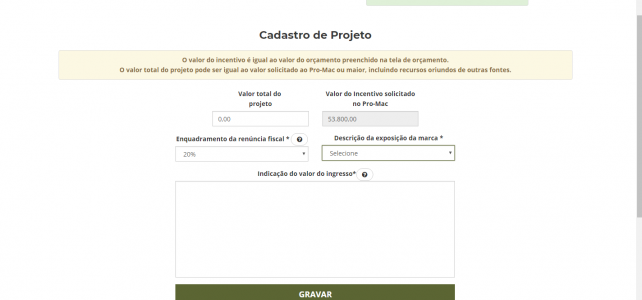 Cadastro de Projeto
O valor do incentivo é igual ao valor do orçamento preenchido na tela de orçamento.
O valor total do projeto pode ser igual ao valor solicitado ao Pro-Mac ou maior, incluindo recursos oriundos de outras fontes.
Valor total do projeto
Valor do Incentivo solicitado no Pro-Mac
0,00
53.800,00
Enquadramento da renúncia fiscal *
Descrição da exposição da marca *
20%
Selecione
Indicação do valor do ingresso*
GRAVAR